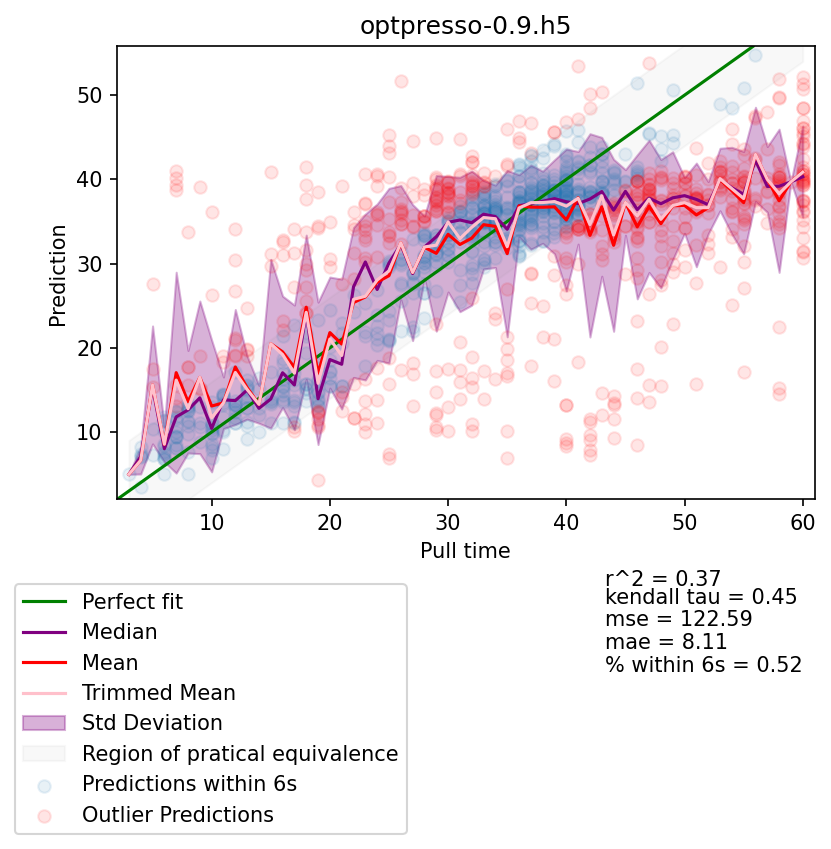 optpresso-0.9.h5
50
40
30
20
10
Prediction
10 20 30 40 50 60
Pull time
r^2 = 0.37
kendall tau = 0.45
mse = 122.59
mae = 8.11
% within 6s = 0.52
Perfect fit
Median
Mean
Trimmed Mean
Std Deviation
Region of pratical equivalence
Predictions within 6s
Outlier Predictions